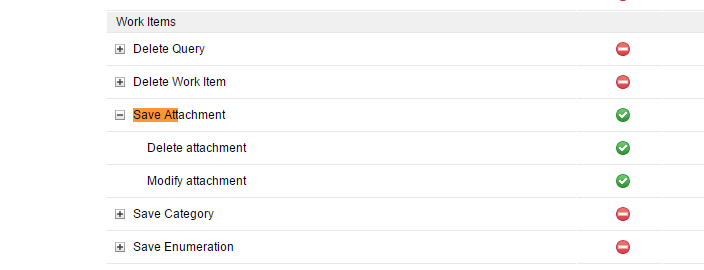 Work Items
Delete Query
Delete Work Item
Save Attachment
Delete attachment
Modify attachment
Save Category
Save Enumeration